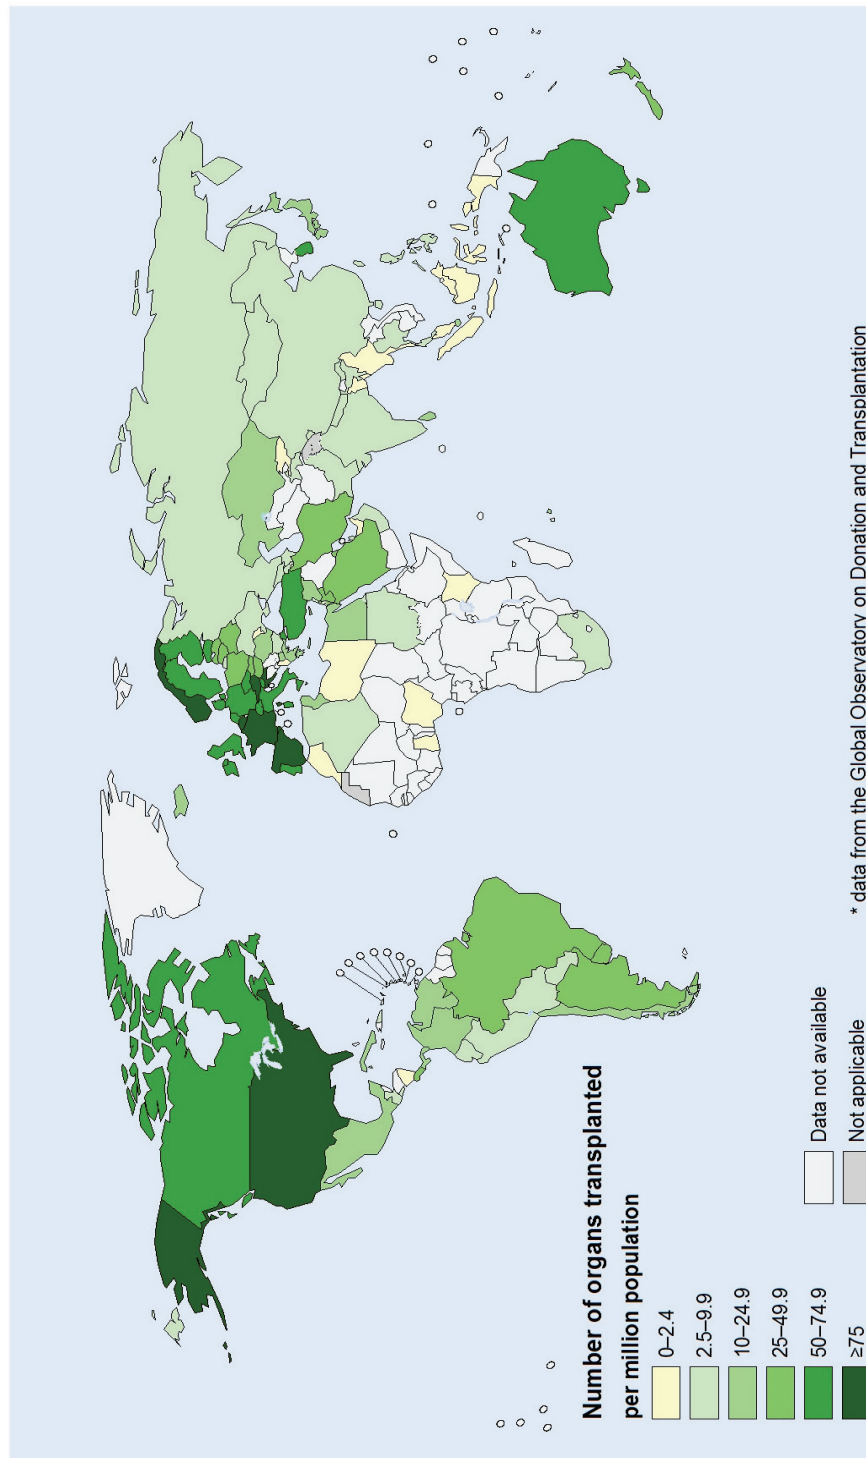 Number of organs transplanted
per million population
0–2.4
2.5–9.9
10–24.9
25–49.9
50–74.9
≥75
Data not available
Not applicable
* data from the Global Observatory on Donation and Transplantation